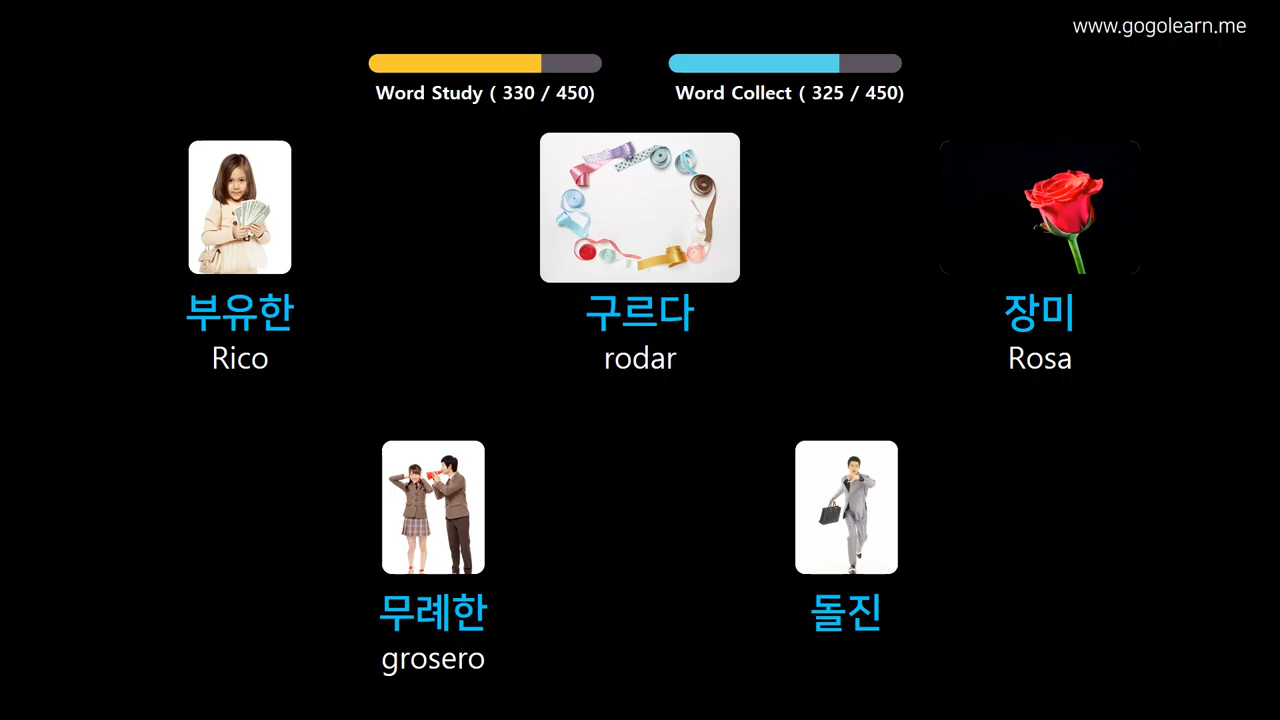 www.gogolearn.me
Word Study ( 330 / 450)
Word Collect ( 325 / 450)
부유한
Rico
구르다
rodar
장미
Rosa
무례한
grosero
돌진